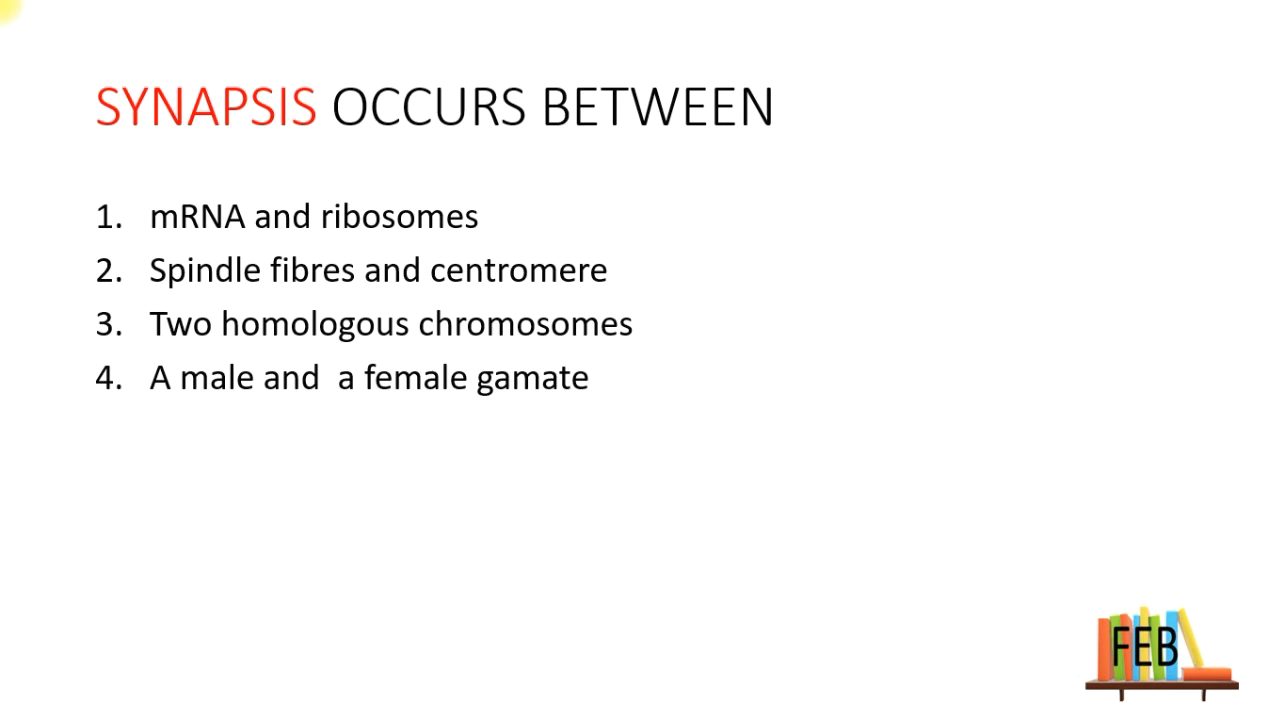 SYNAPSIS OCCURS BETWEEN
1. mRNA and ribosomes
2. Spindle fibres and centromere
3. Two homologous chromosomes
4. A male and  a female gamate
FEB